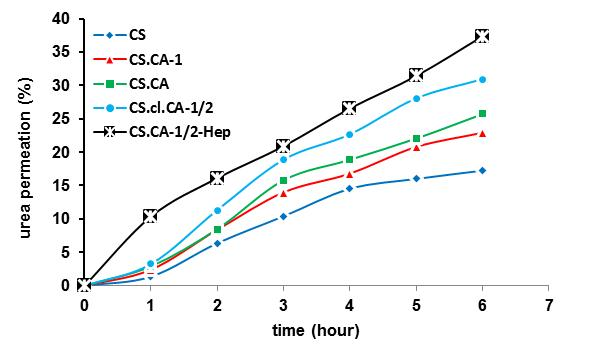 40
35
30
25
20
15
10
5
0
urea permeation (%)
CS
CS.CA-1
CS.CA
CS.cl.CA-1/2
CS.CA-1/2-Hep
0 1 2 3 4 5 6 7
time (hour)